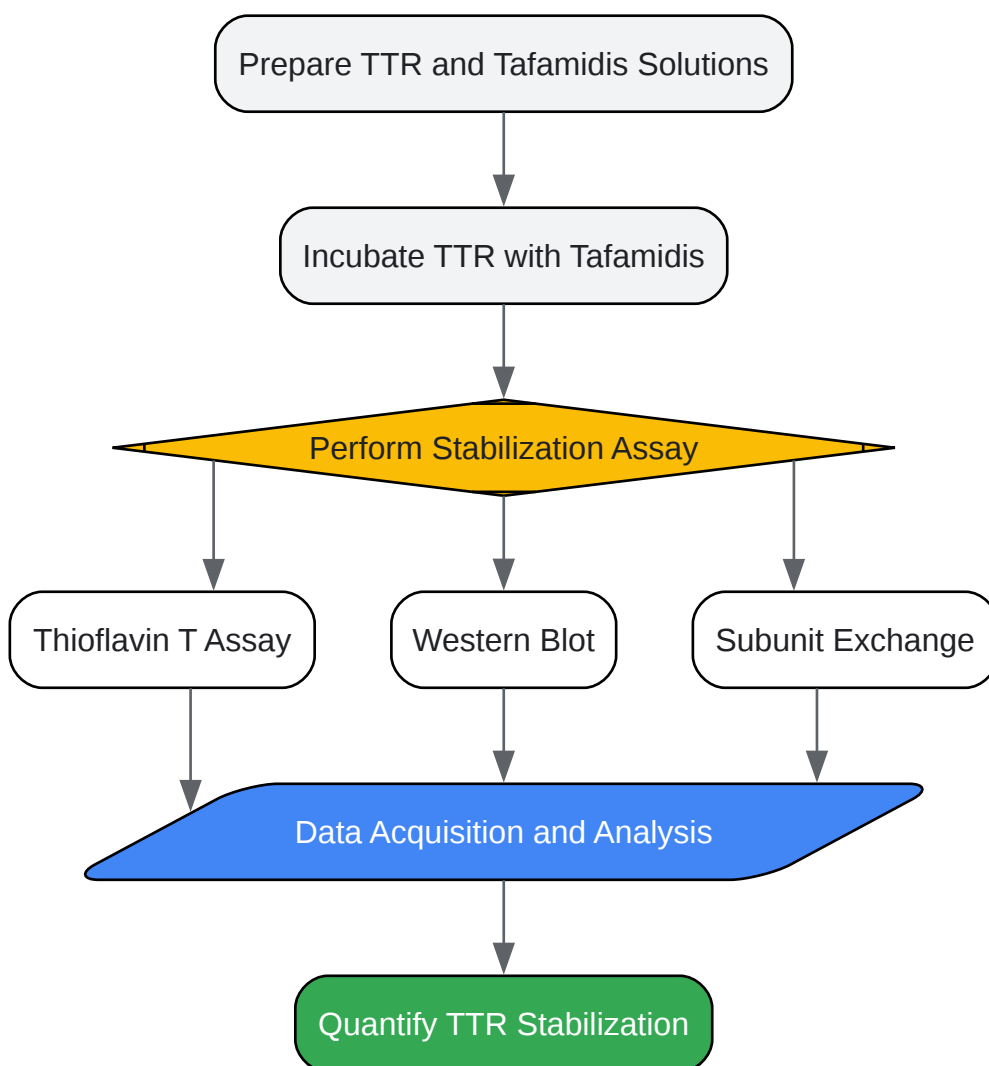 Prepare TTR and Tafamidis Solutions
Incubate TTR with Tafamidis
Perform Stabilization Assay
Thioflavin T Assay
Western Blot
Subunit Exchange
Data Acquisition and Analysis
Quantify TTR Stabilization